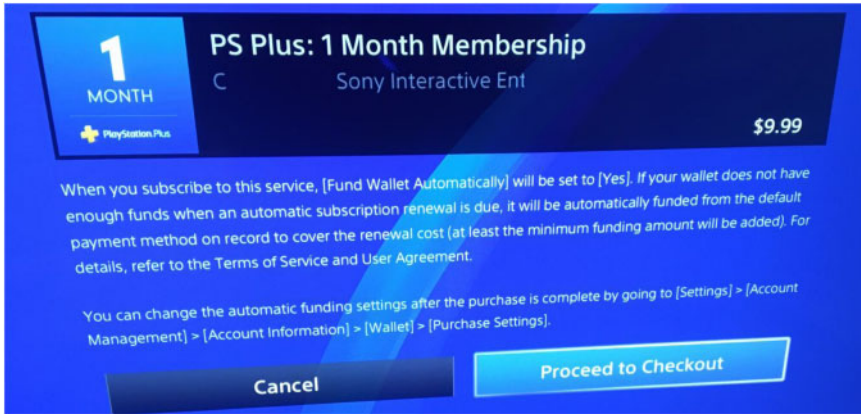 1
MONTH
PlayStation Plus
PS Plus: 1 Month Membership
C Sony Interactive Ent
$9.99
When you subscribe to this service, [Fund Wallet Automatically] will be set to [Yes]. If your wallet does not have
enough funds when an automatic subscription renewal is due, it will be automatically funded from the default
payment method on record to cover the renewal cost (at least the minimum funding amount will be added). For
details, refer to the Terms of Service and User Agreement.
You can change the automatic funding settings after the purchase is complete by going to [Settings] > [Account
Management] > [Account Information] > [Wallet] > [Purchase Settings].
Cancel
Proceed to Checkout